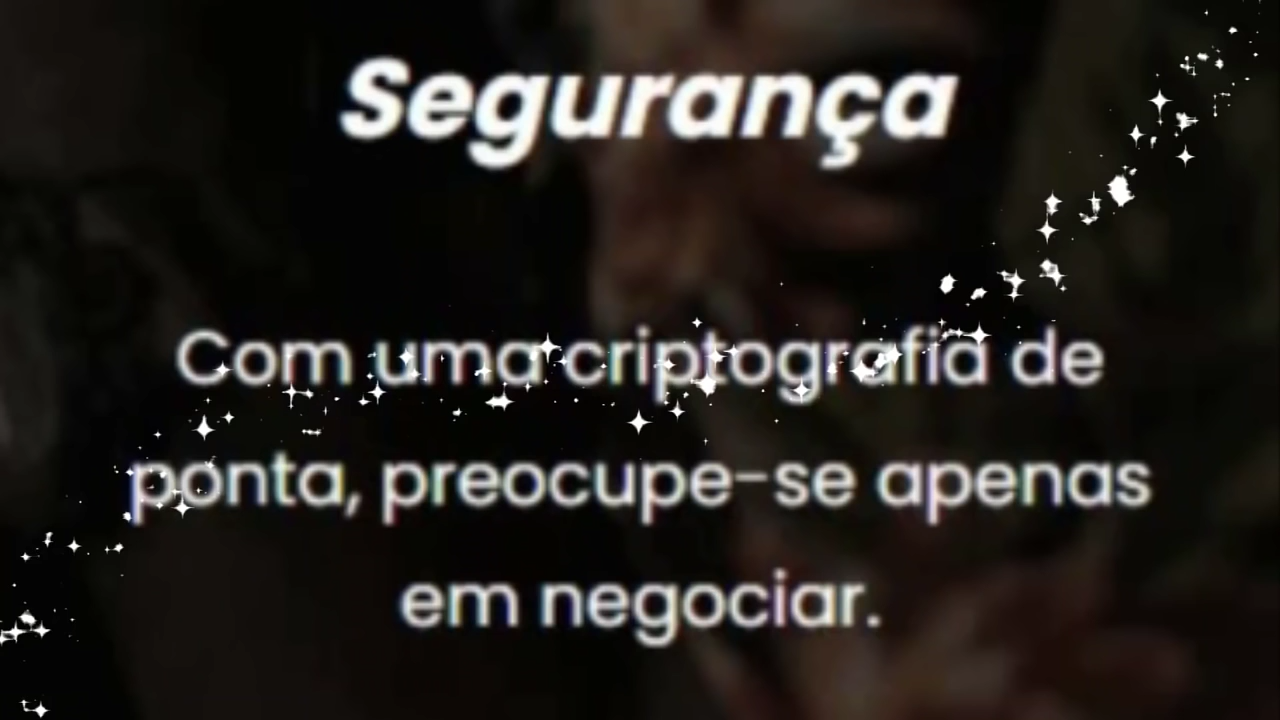 Segurança
Com uma criptografia de
ponta, preocupe-se apenas
em negociar.